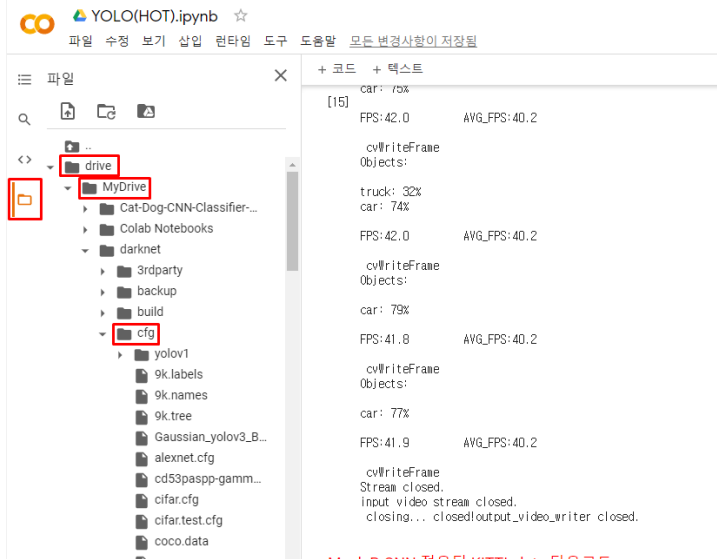 YOLO(HOT).ipynb
파일 수정 보기 삽입 런타임 도구 도움말 모든 변경사항이 저장됨
파일
+ 코드 + 텍스트
..
drive
MyDrive
Cat-Dog-CNN-Classifier-...
Colab Notebooks
darknet
3rdparty
backup
build
cfg
yolov1
9k.labels
9k.names
9k.tree
Gaussian_yolov3_B...
alexnet.cfg
cd53paspp-gamm...
cifar.cfg
cifar.test.cfg
coco.data
[15]
car: 75%
FPS:42.0 AVG_FPS:40.2
cvWriteFrame
Objects:
truck: 32%
car: 74%
FPS:42.0 AVG_FPS:40.2
cvWriteFrame
Objects:
car: 79%
FPS:41.8 AVG_FPS:40.2
cvWriteFrame
Objects:
car: 77%
FPS:41.9 AVG_FPS:40.2
cvWriteFrame
Stream closed.
input video stream closed.
closing... closed!output_video_writer closed.